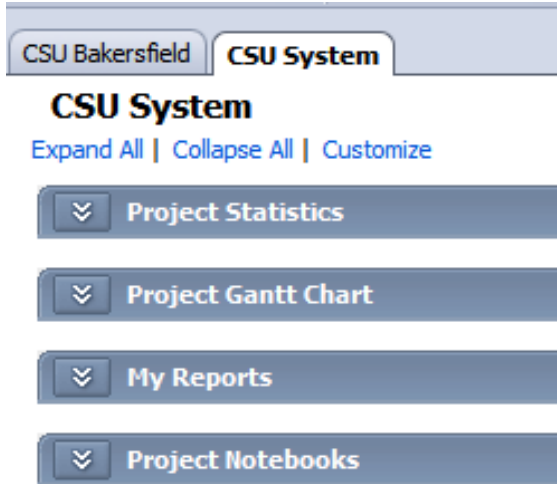 CSU Bakersfield CSU System
CSU System
Expand All | Collapse All | Customize
Project Statistics
Project Gantt Chart
My Reports
Project Notebooks